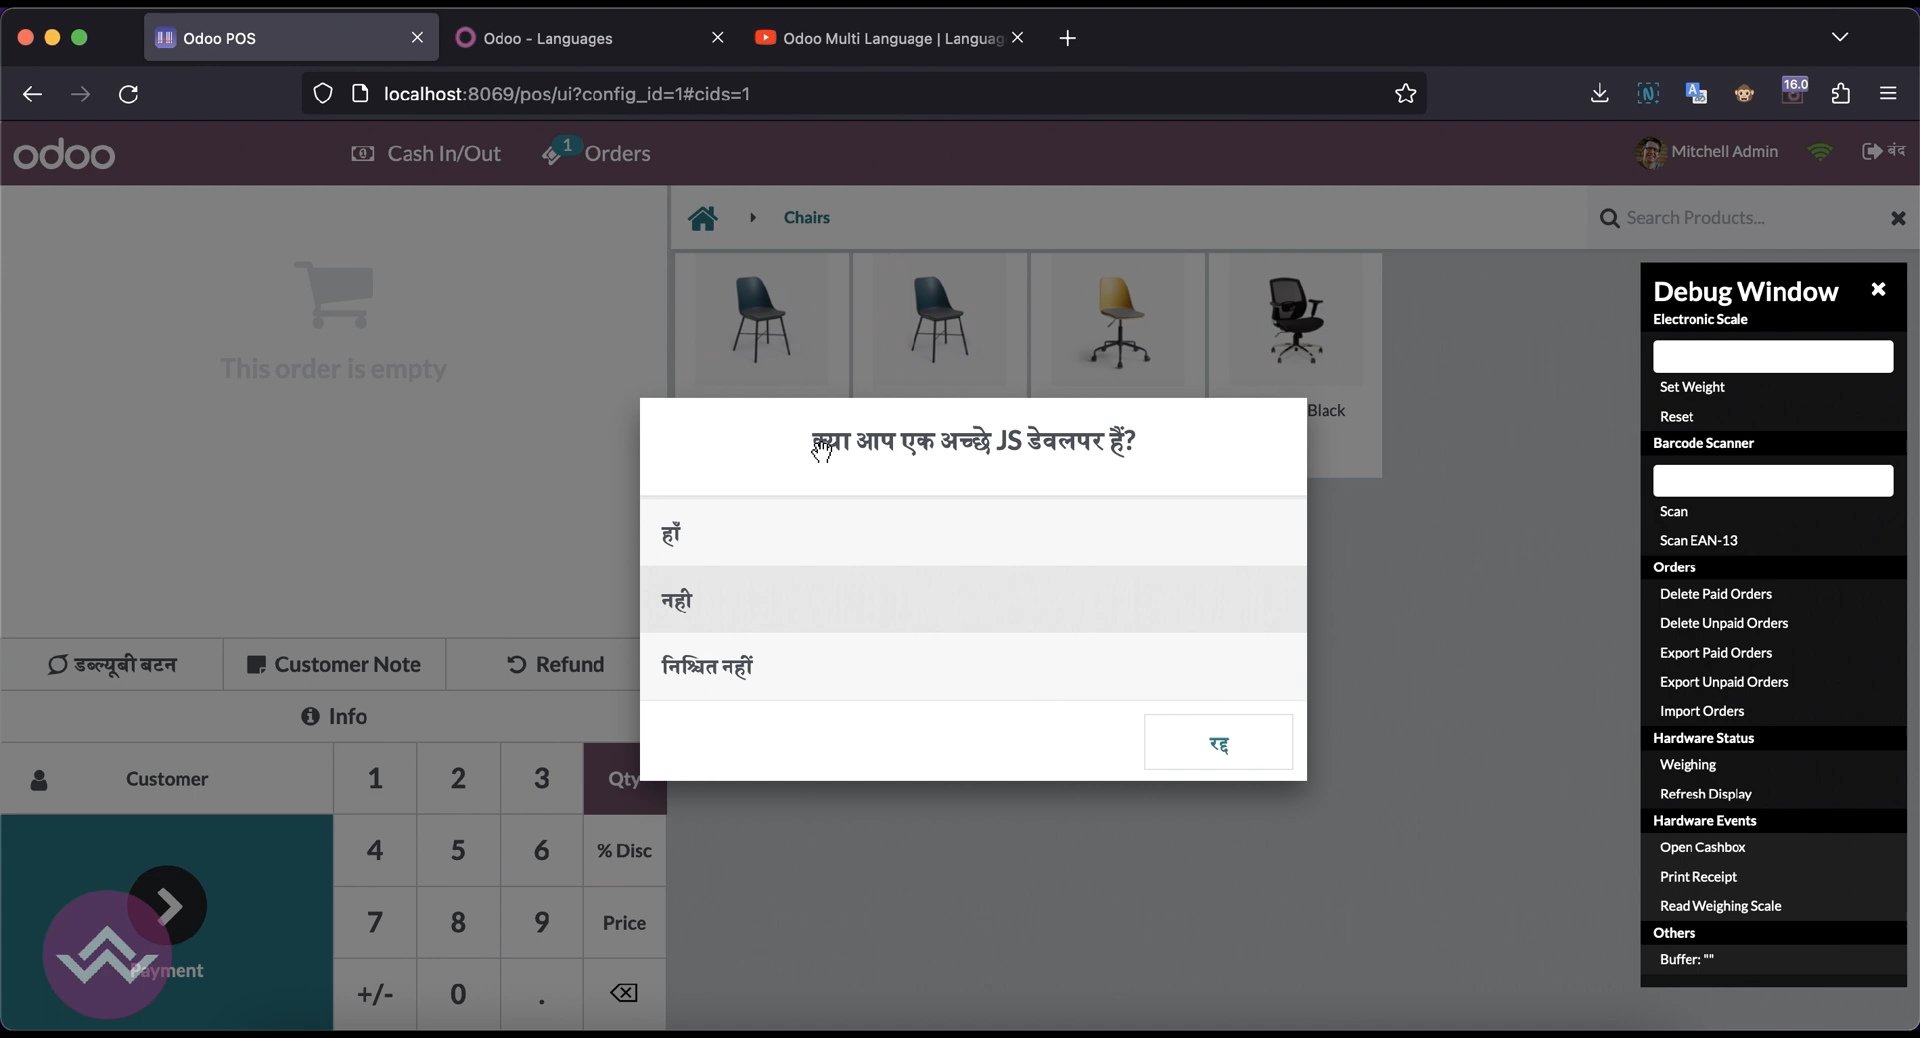 Odoo POS
Odoo - Languages
Odoo Multi Language | Languag
localhost:8069/pos/ui?config_id=1#cids=1
16.0
odoo
Cash In/Out
1
Orders
Mitchell Admin
बंद
Chairs
Search Products...
This order is empty
Black
क्या आप एक अच्छे JS डेवलपर हैं?
हाँ
नही
निश्चित नहीं
रद्द
डब्ल्यूबी बटन
Customer Note
Refund
Info
Customer
1 2 3 Qty
4 5 6 % Disc
7 8 9 Price
+/- 0 .
Payment
Debug Window
Electronic Scale
Set Weight
Reset
Barcode Scanner
Scan
Scan EAN-13
Orders
Delete Paid Orders
Delete Unpaid Orders
Export Paid Orders
Export Unpaid Orders
Import Orders
Hardware Status
Weighing
Refresh Display
Hardware Events
Open Cashbox
Print Receipt
Read Weighing Scale
Others
Buffer: ""